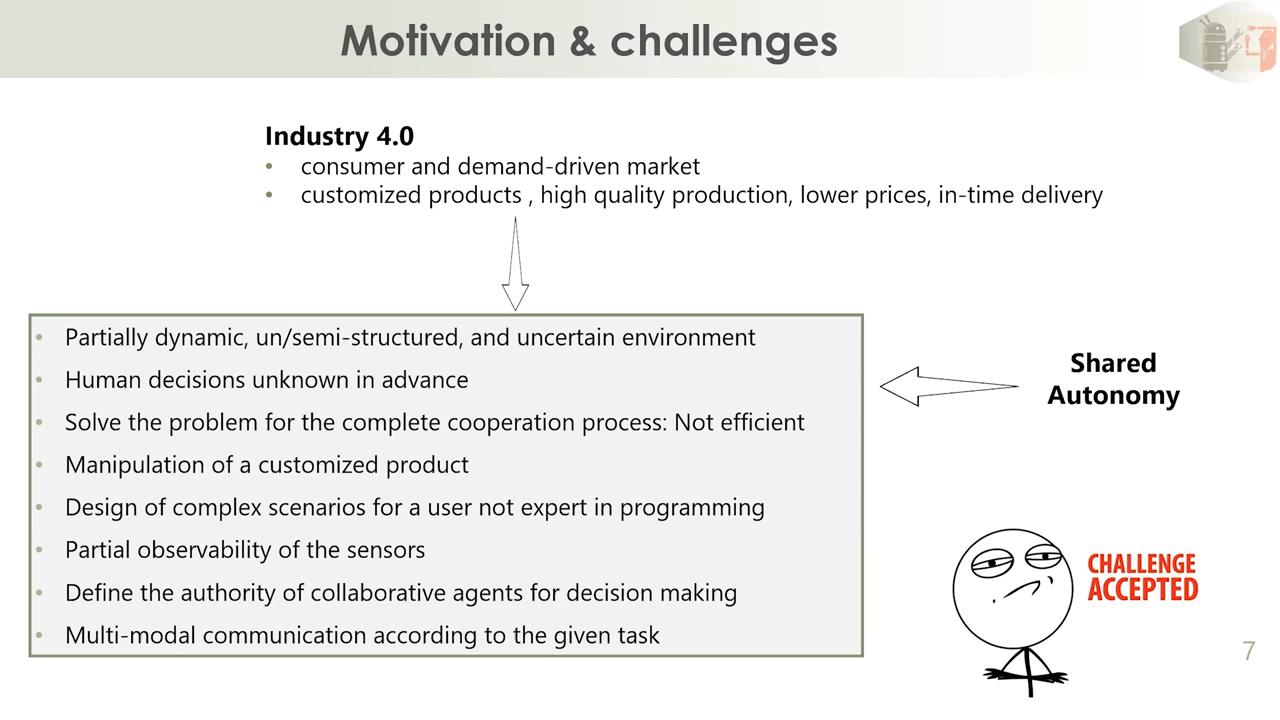 Motivation & challenges
Industry 4.0
• consumer and demand-driven market
• customized products , high quality production, lower prices, in-time delivery
• Partially dynamic, un/semi-structured, and uncertain environment
• Human decisions unknown in advance
• Solve the problem for the complete cooperation process: Not efficient
• Manipulation of a customized product
• Design of complex scenarios for a user not expert in programming
• Partial observability of the sensors
• Define the authority of collaborative agents for decision making
• Multi-modal communication according to the given task
Shared
Autonomy
CHALLENGE
ACCEPTED
7